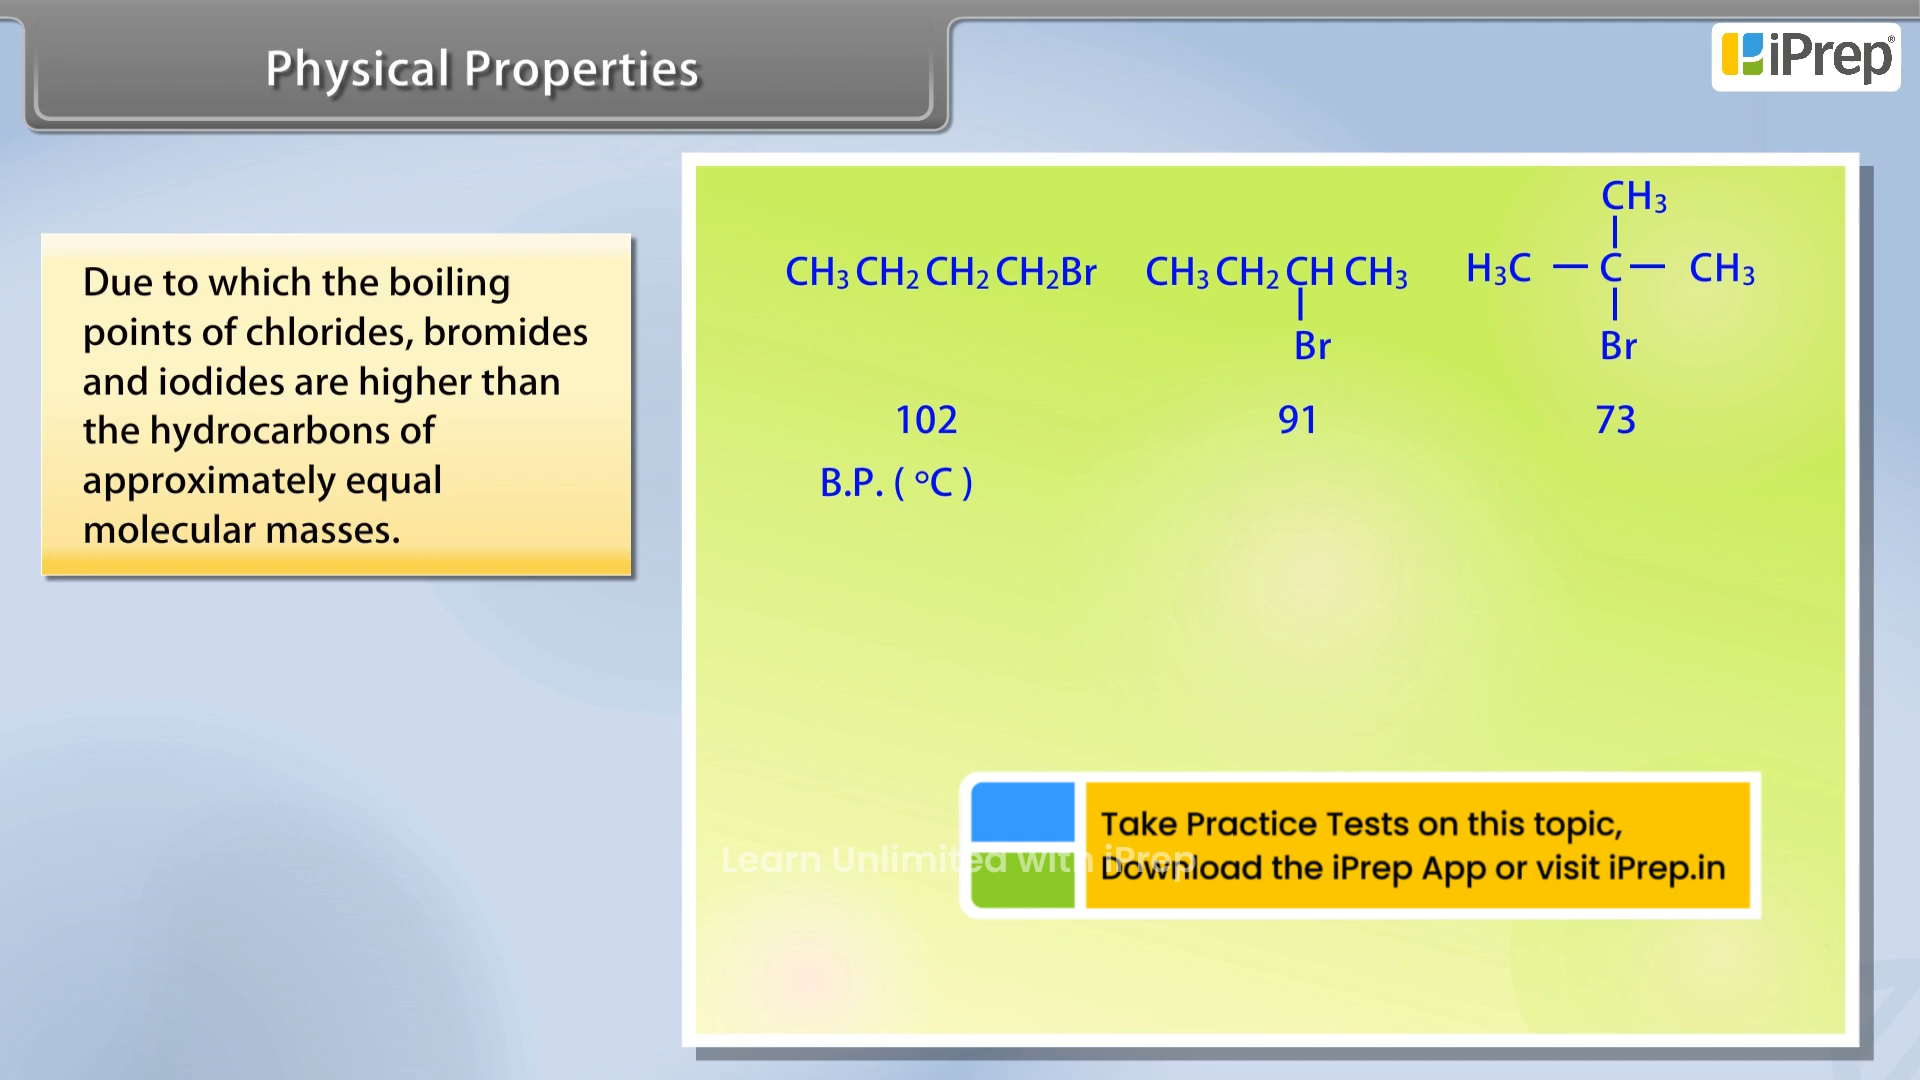 Physical Properties
iPrep®
Due to which the boiling
points of chlorides, bromides
and iodides are higher than
the hydrocarbons of
approximately equal
molecular masses.
CH₃
CH₃ CH₂ CH₂ CH₂Br CH₃ CH₂ CH CH₃ H₃C — C — CH₃
Br Br
102 91 73
B.P. ( °C )
Take Practice Tests on this topic,
Learn Unlimited with iPrep
Download the iPrep App or visit iPrep.in